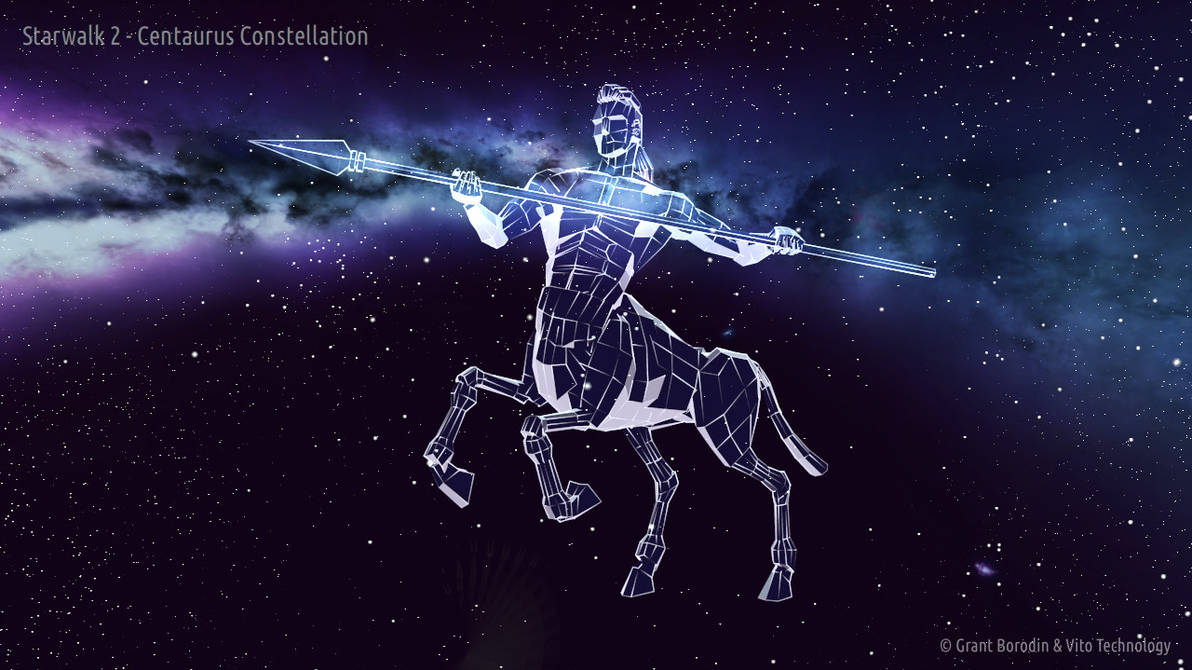 Starwalk 2 - Centaurus Constellation
© Grant Borodin & Vito Technology